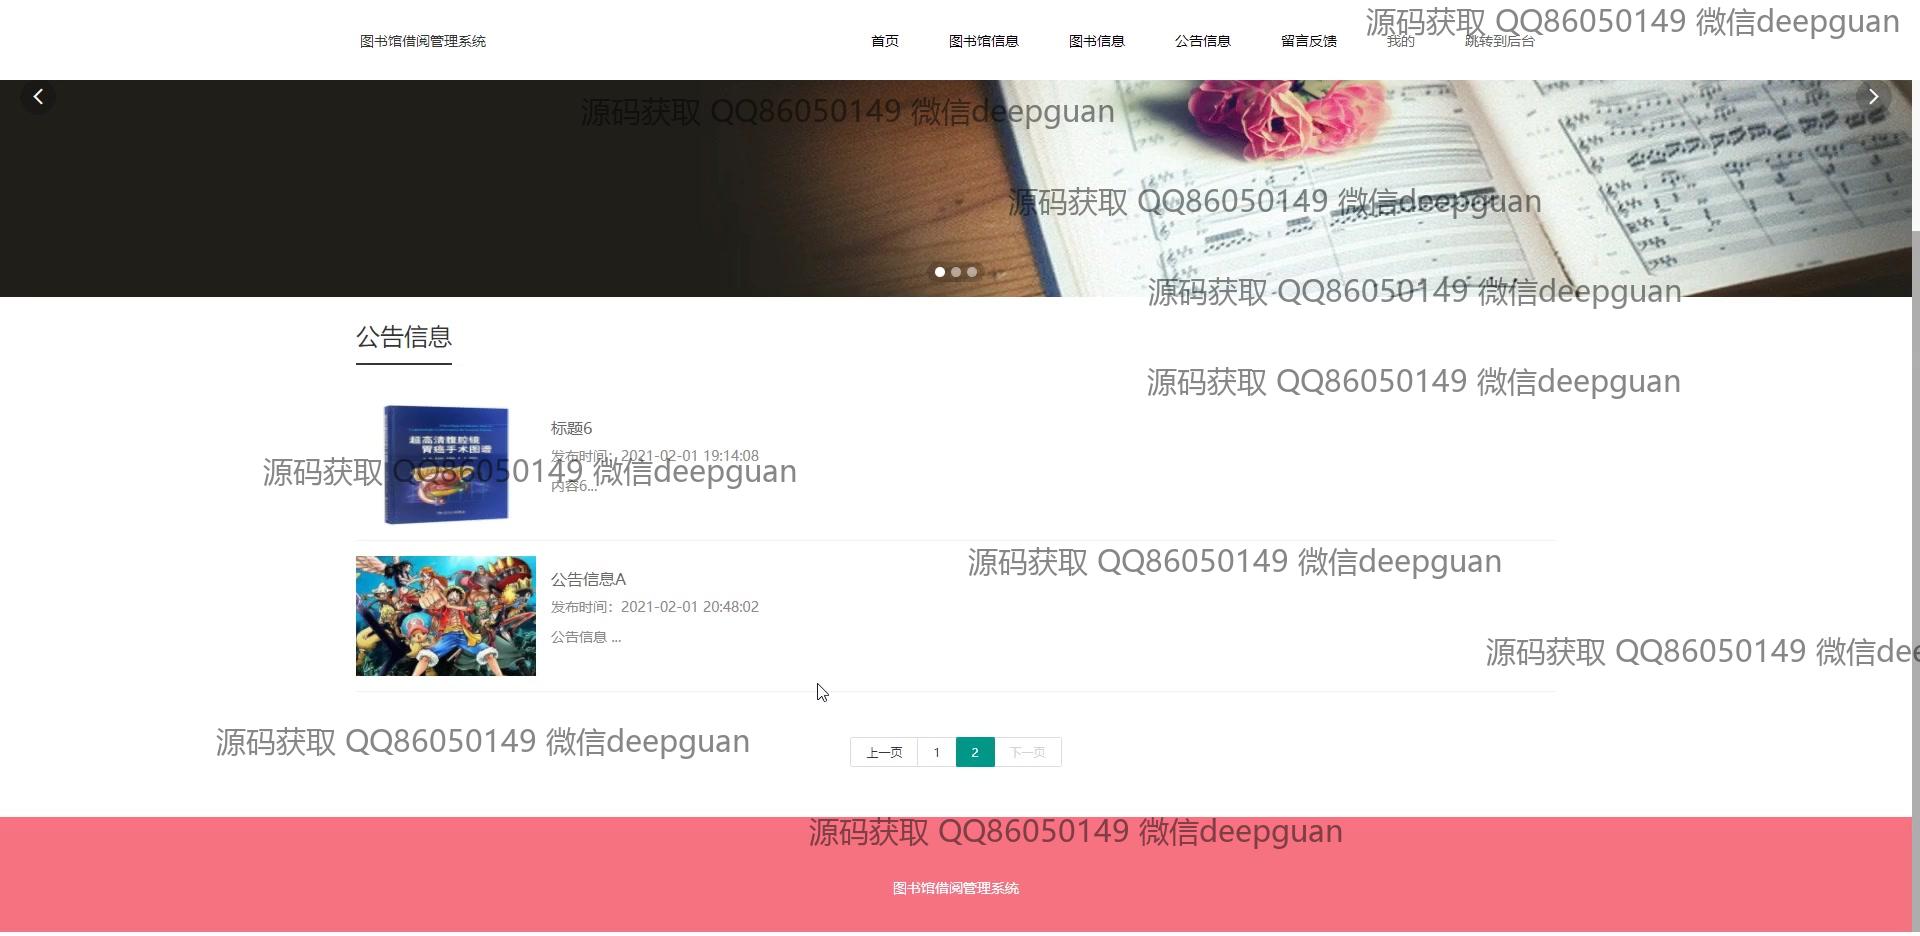 图书馆借阅管理系统
首页 图书馆信息 图书信息 公告信息 留言反馈 我的 跳转到后台
源码获取 QQ86050149 微信deepguan
源码获取 QQ86050149 微信deepguan
源码获取 QQ86050149 微信deepguan
源码获取 QQ86050149 微信deepguan
公告信息
源码获取 QQ86050149 微信deepguan
超高清腹腔镜
胃癌手术图谱
标题6
发布时间：2021-02-01 19:14:08
源码获取 QQ86050149 微信deepguan
内容6...
源码获取 QQ86050149 微信deepguan
公告信息A
发布时间：2021-02-01 20:48:02
公告信息 ...
源码获取 QQ86050149 微信dee
源码获取 QQ86050149 微信deepguan
上一页 1 2 下一页
源码获取 QQ86050149 微信deepguan
图书馆借阅管理系统